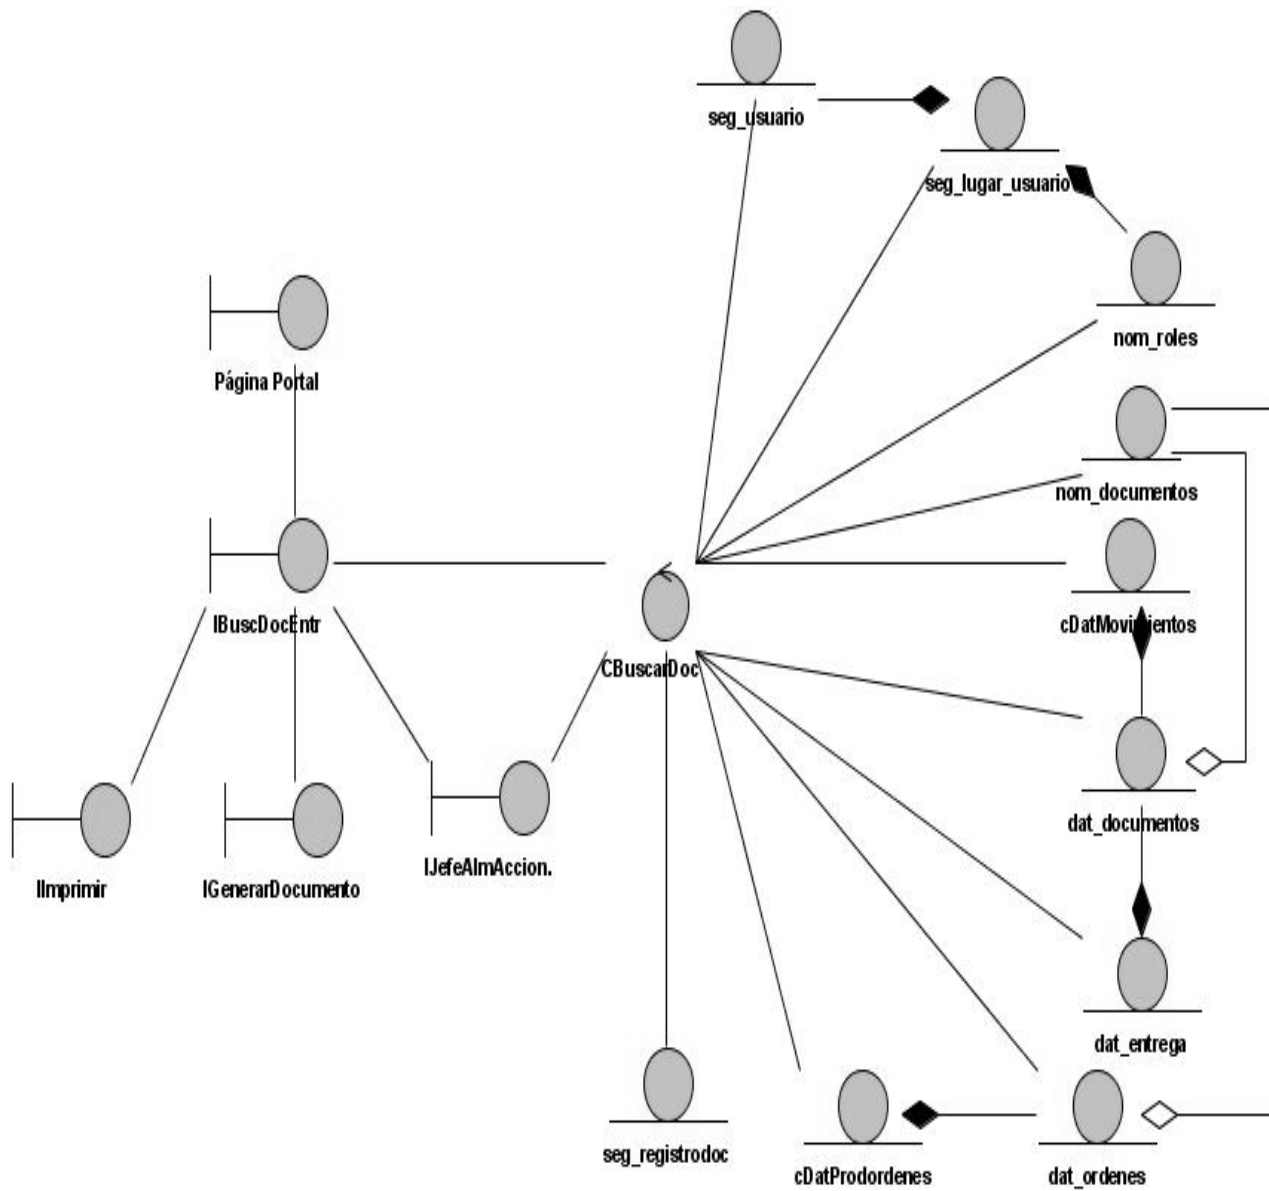 seg_usuario
seg_lugar_usuario
nom_roles
Página Portal
nom_documentos
IBuscDocEntr
cDatMovimientos
CBuscarDoc
dat_documentos
IImprimir
IGenerarDocumento
IJefeAlmAccion.
dat_entrega
seg_registrodoc
cDatProdordenes
dat_ordenes